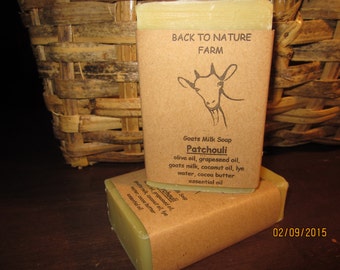 BACK TO NATURE
FARM
Goats Milk Soap
Patchouli
olive oil, grapeseed oil,
goats milk, coconut oil, lye
water, cocoa butter
essential oil
02/09/2015